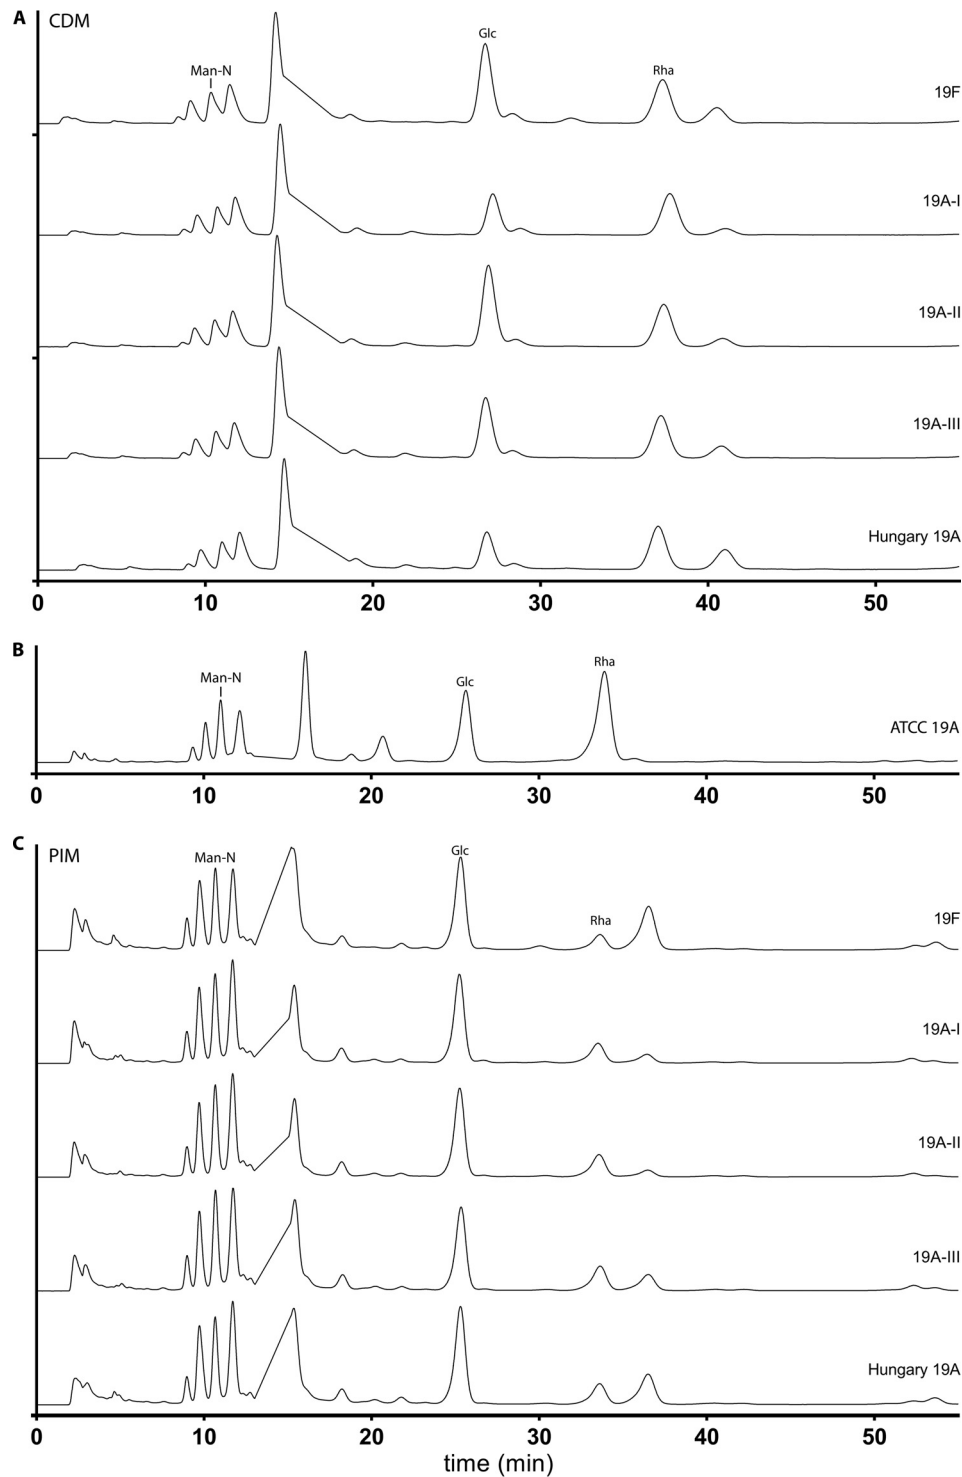 A CDM
Glc
Man-N
Rha
19F
19A-I
19A-II
19A-III
Hungary 19A
0 10 20 30 40 50
B
Man-N
Glc
Rha
ATCC 19A
0 10 20 30 40 50
C PIM
Man-N
Glc
Rha
19F
19A-I
19A-II
19A-III
Hungary 19A
0 10 20 30 40 50
time (min)